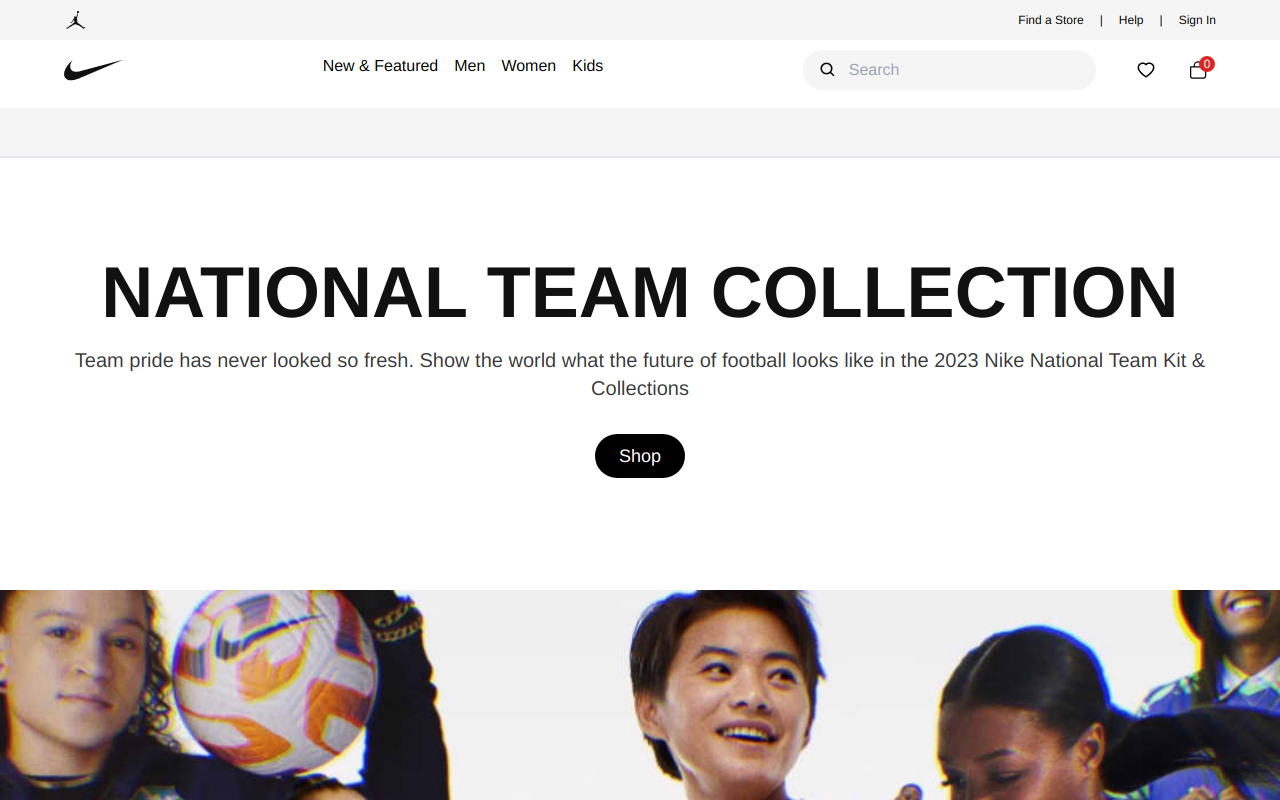 Find a Store | Help | Sign In
New & Featured Men Women Kids Search 0
NATIONAL TEAM COLLECTION
Team pride has never looked so fresh. Show the world what the future of football looks like in the 2023 Nike National Team Kit &
Collections
Shop